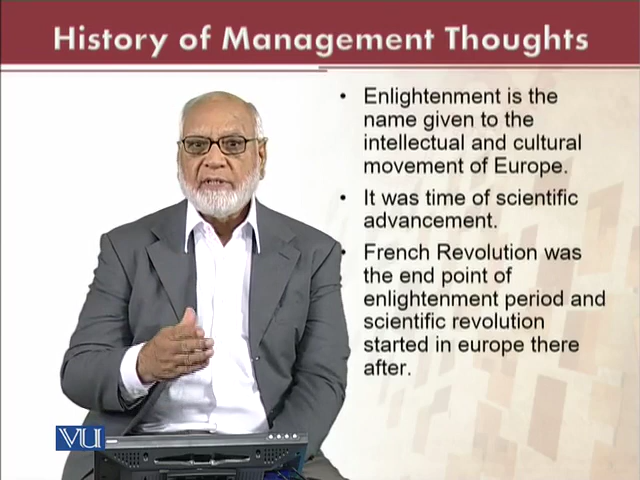 History of Management Thoughts
• Enlightenment is the
name given to the
intellectual and cultural
movement of Europe.
• It was time of scientific
advancement.
• French Revolution was
the end point of
enlightenment period and
scientific revolution
started in europe there
after.
VU